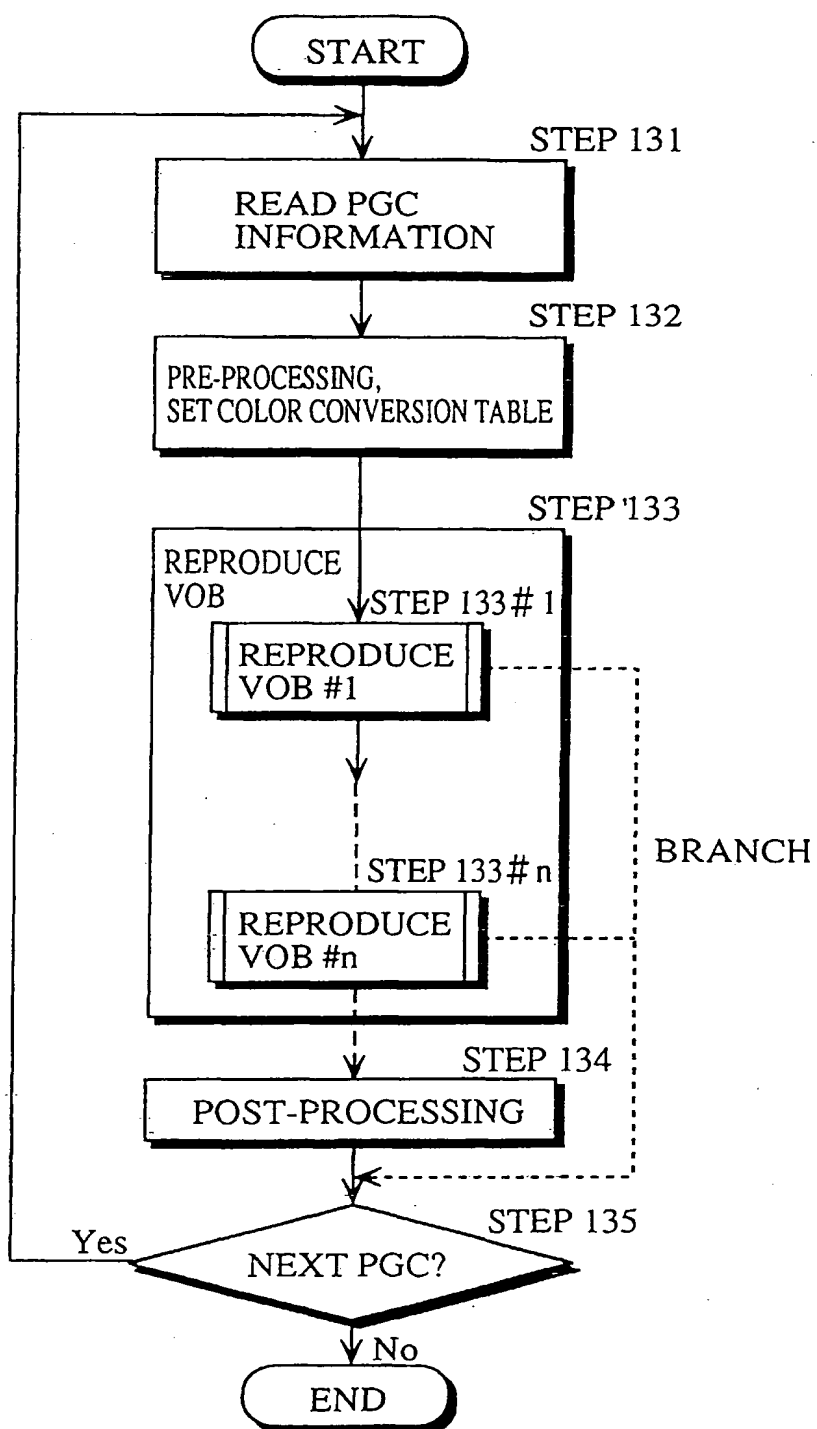 START
STEP 131
READ PGC
INFORMATION
STEP 132
PRE-PROCESSING,
SET COLOR CONVERSION TABLE
STEP '133
REPRODUCE
VOB
STEP 133#1
REPRODUCE
VOB #1
BRANCH
STEP 133#n
REPRODUCE
VOB #n
STEP 134
POST-PROCESSING
STEP 135
Yes
NEXT PGC?
No
END